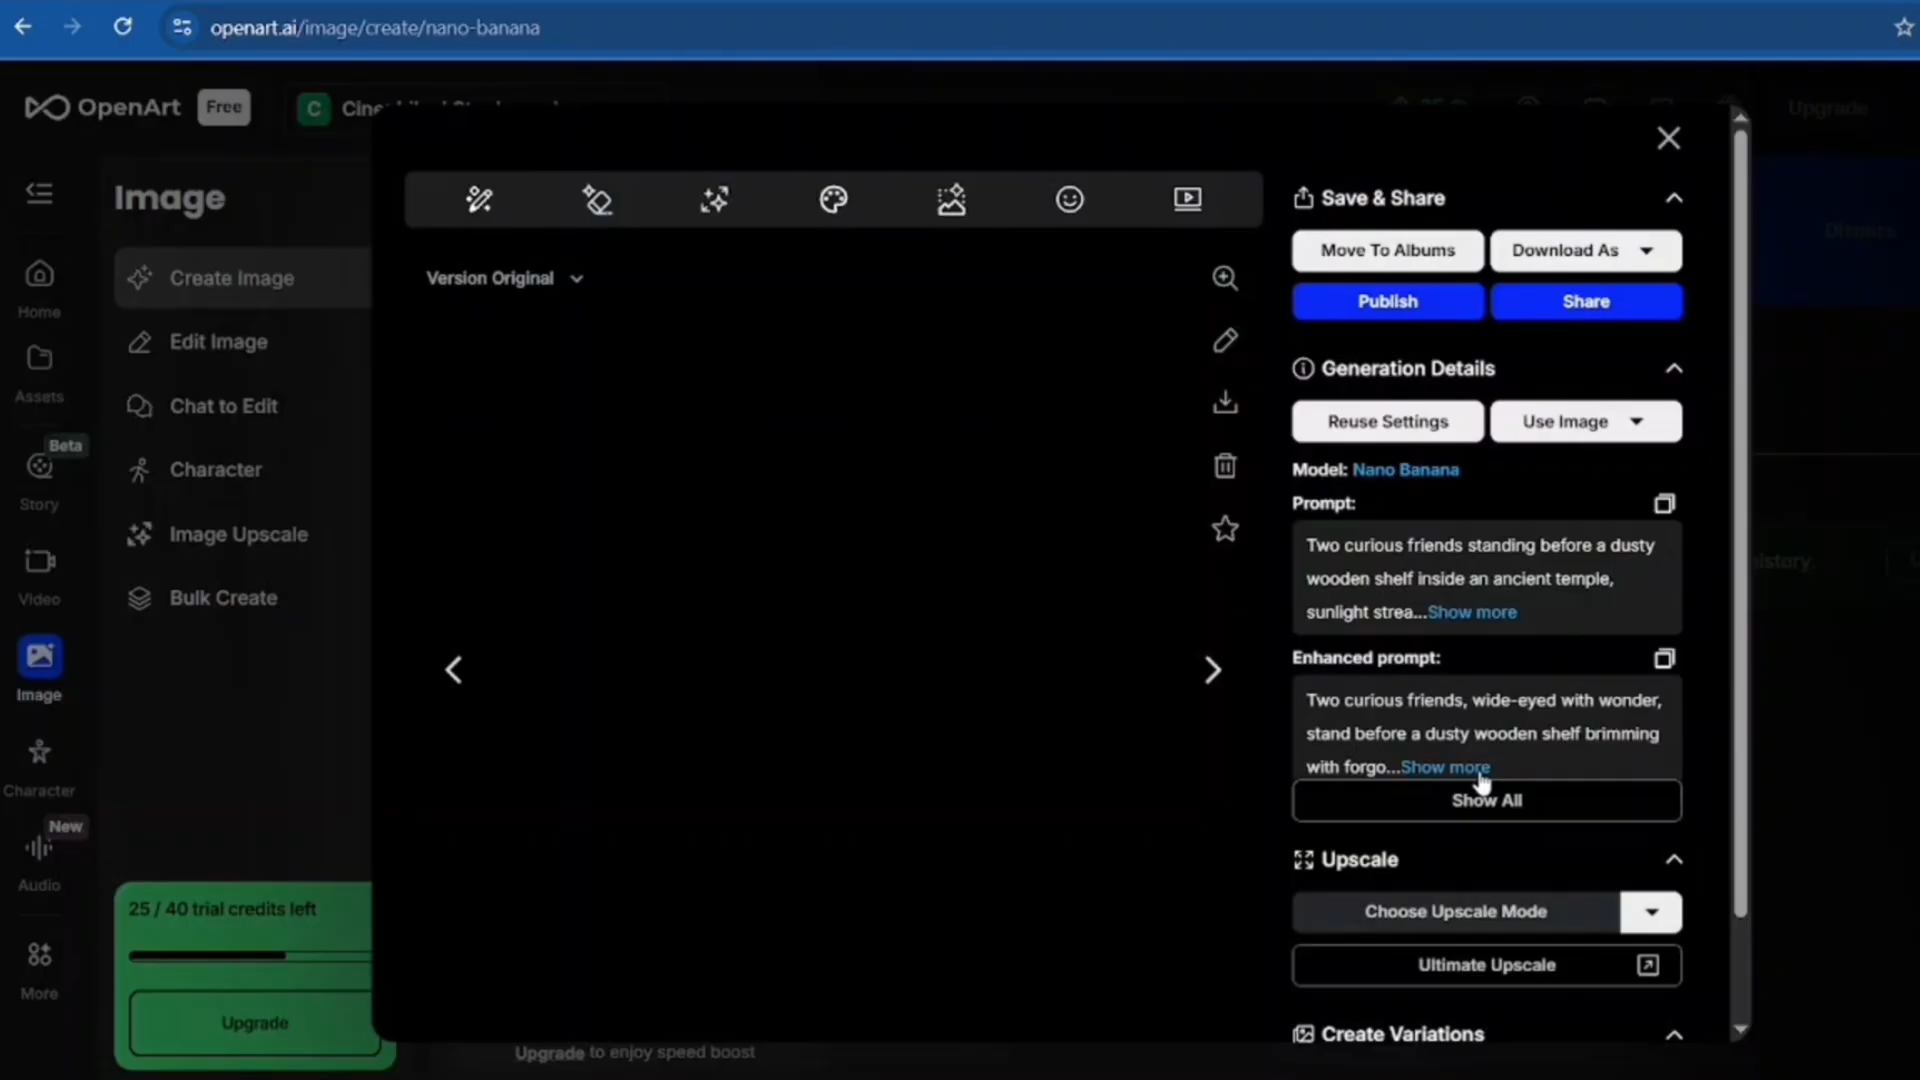 openart.ai/image/create/nano-banana
OpenArt Free
C
Upgrade
Image
Create Image
Edit Image
Chat to Edit
Character
Image Upscale
Bulk Create
Home
Assets
Beta
Story
Video
Image
Character
New
Audio
More
25 / 40 trial credits left
Upgrade
Upgrade to enjoy speed boost
Version Original
Save & Share
Move To Albums
Download As
Publish
Share
Generation Details
Reuse Settings
Use Image
Model: Nano Banana
Prompt:
Two curious friends standing before a dusty
wooden shelf inside an ancient temple,
sunlight strea...Show more
Enhanced prompt:
Two curious friends, wide-eyed with wonder,
stand before a dusty wooden shelf brimming
with forgo...Show more
Show All
Upscale
Choose Upscale Mode
Ultimate Upscale
Create Variations
Dismiss